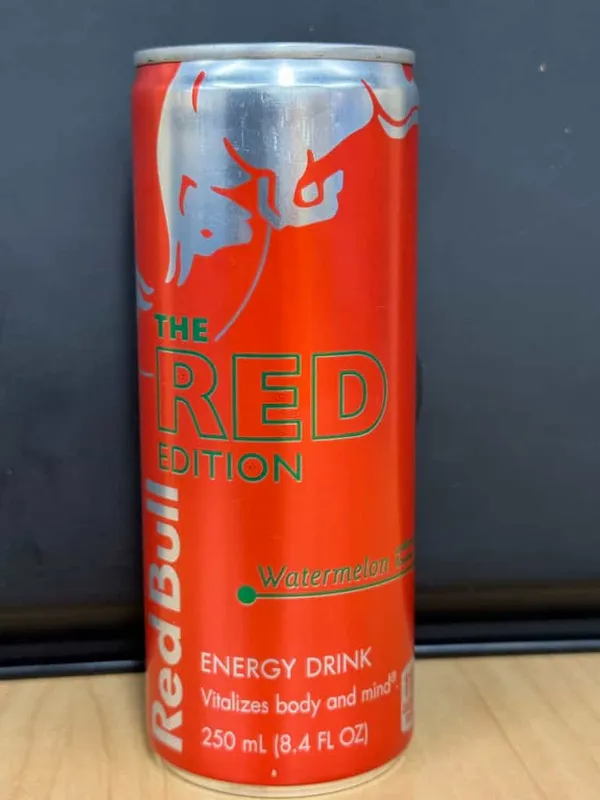 THE
RED
EDITION
Red Bull
Watermelon
ENERGY DRINK
Vitalizes body and mind®.
250 mL (8.4 FL OZ)